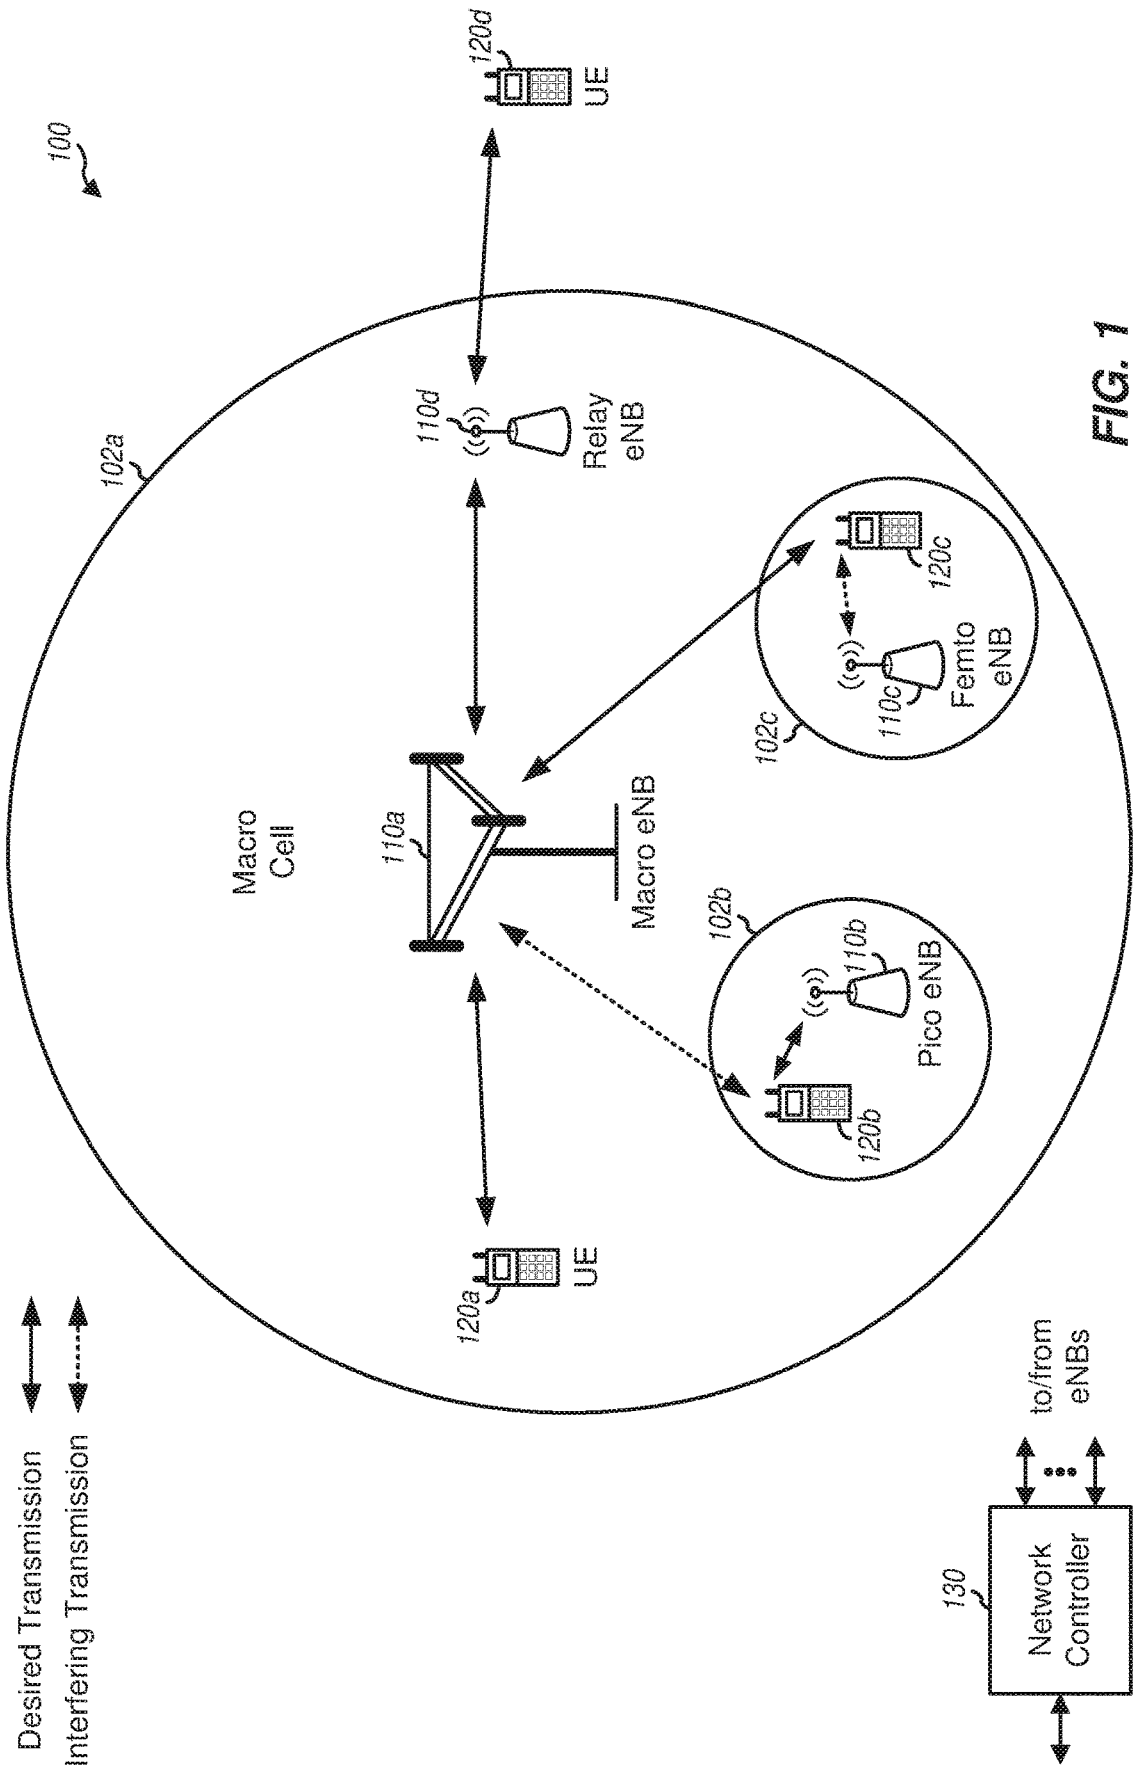 Desired Transmission
Interfering Transmission
100
102a
Macro
Cell
110a
Macro eNB
120a
UE
110d
Relay
eNB
120d
UE
102b
110b
Pico eNB
120b
102c
110c
Femto
eNB
120c
130
Network
Controller
to/from
eNBs
FIG. 1